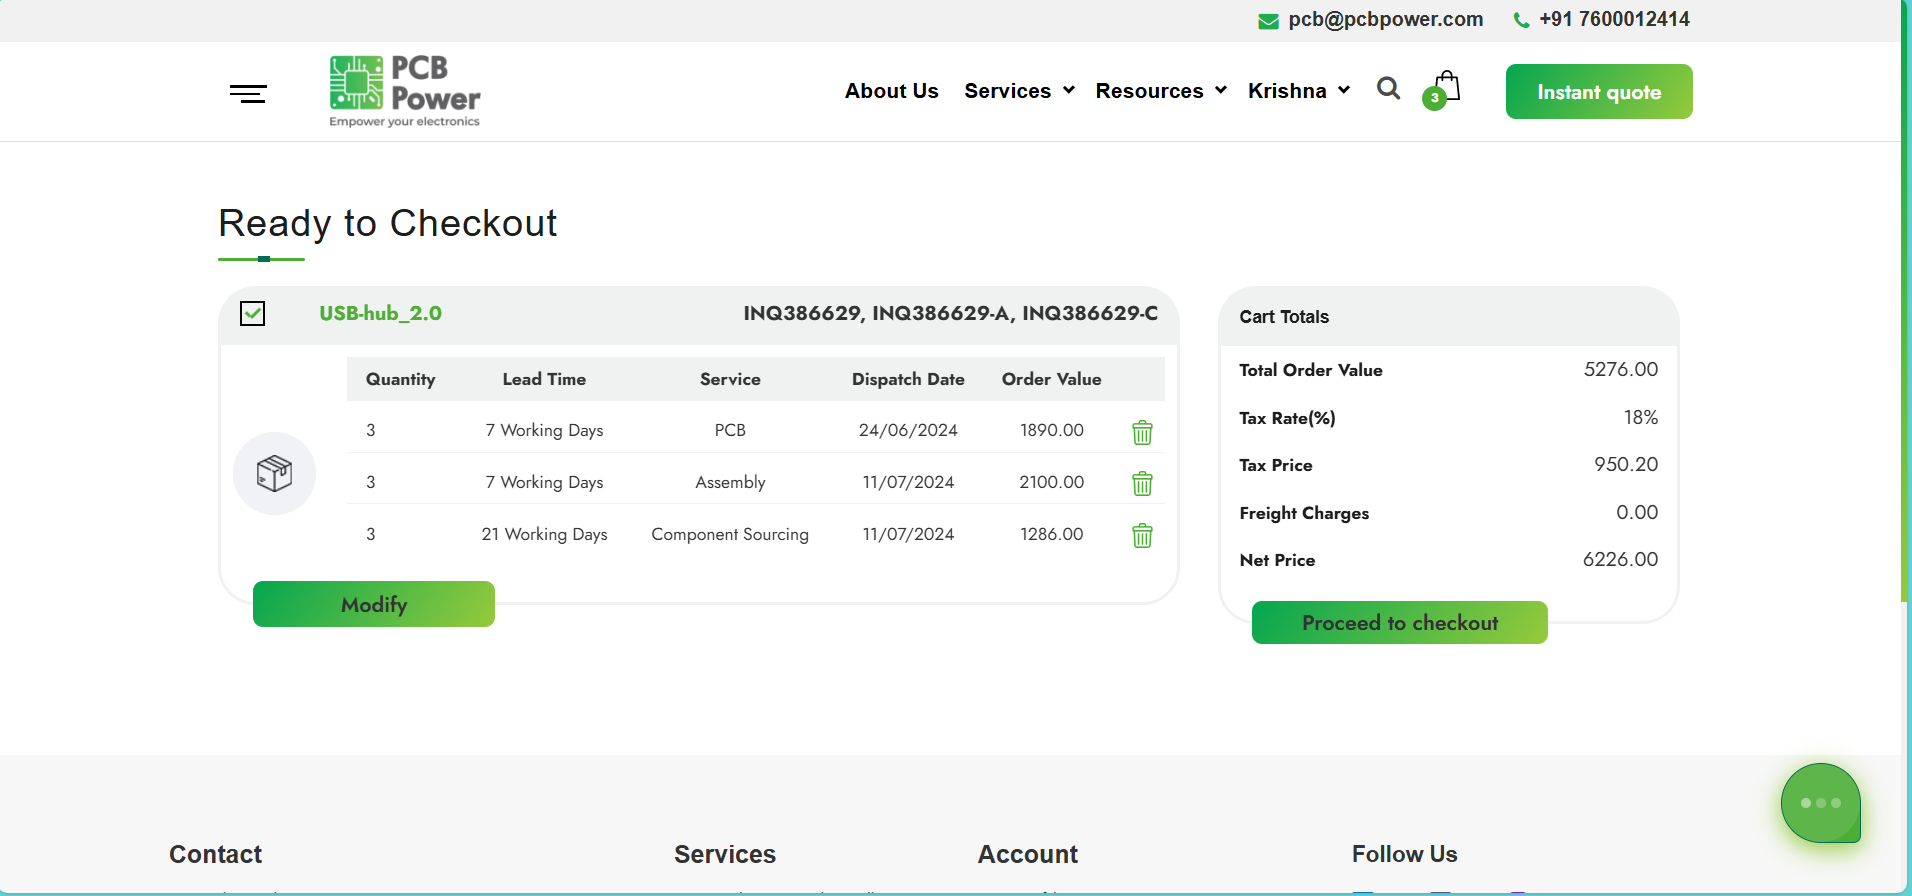 pcb@pcbpower.com +91 7600012414
PCB
Power
Empower your electronics
About Us Services Resources Krishna 3 Instant quote
Ready to Checkout
USB-hub_2.0 INQ386629, INQ386629-A, INQ386629-C
Quantity Lead Time Service Dispatch Date Order Value
3 7 Working Days PCB 24/06/2024 1890.00
3 7 Working Days Assembly 11/07/2024 2100.00
3 21 Working Days Component Sourcing 11/07/2024 1286.00
Modify
Cart Totals
Total Order Value 5276.00
Tax Rate(%) 18%
Tax Price 950.20
Freight Charges 0.00
Net Price 6226.00
Proceed to checkout
Contact Services Account Follow Us